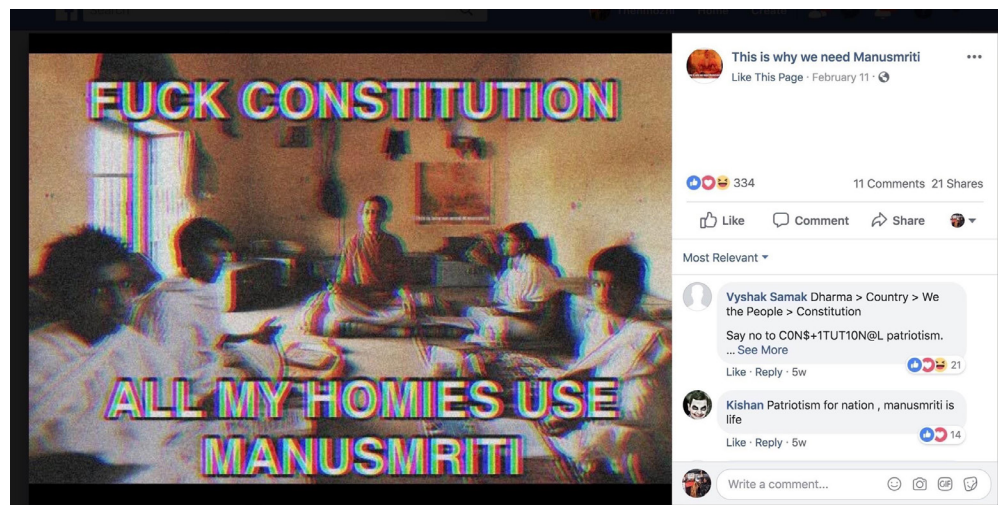 FUCK CONSTITUTION
ALL MY HOMIES USE
MANUSMRITI
This is why we need Manusmriti
Like This Page · February 11 ·
334
11 Comments 21 Shares
Like Comment Share
Most Relevant
Vyshak Samak Dharma > Country > We
the People > Constitution
Say no to C0N$+1TUT10N@L patriotism.
... See More
21
Like · Reply · 5w
Kishan Patriotism for nation , manusmriti is
life
14
Like · Reply · 5w
Write a comment...
GIF